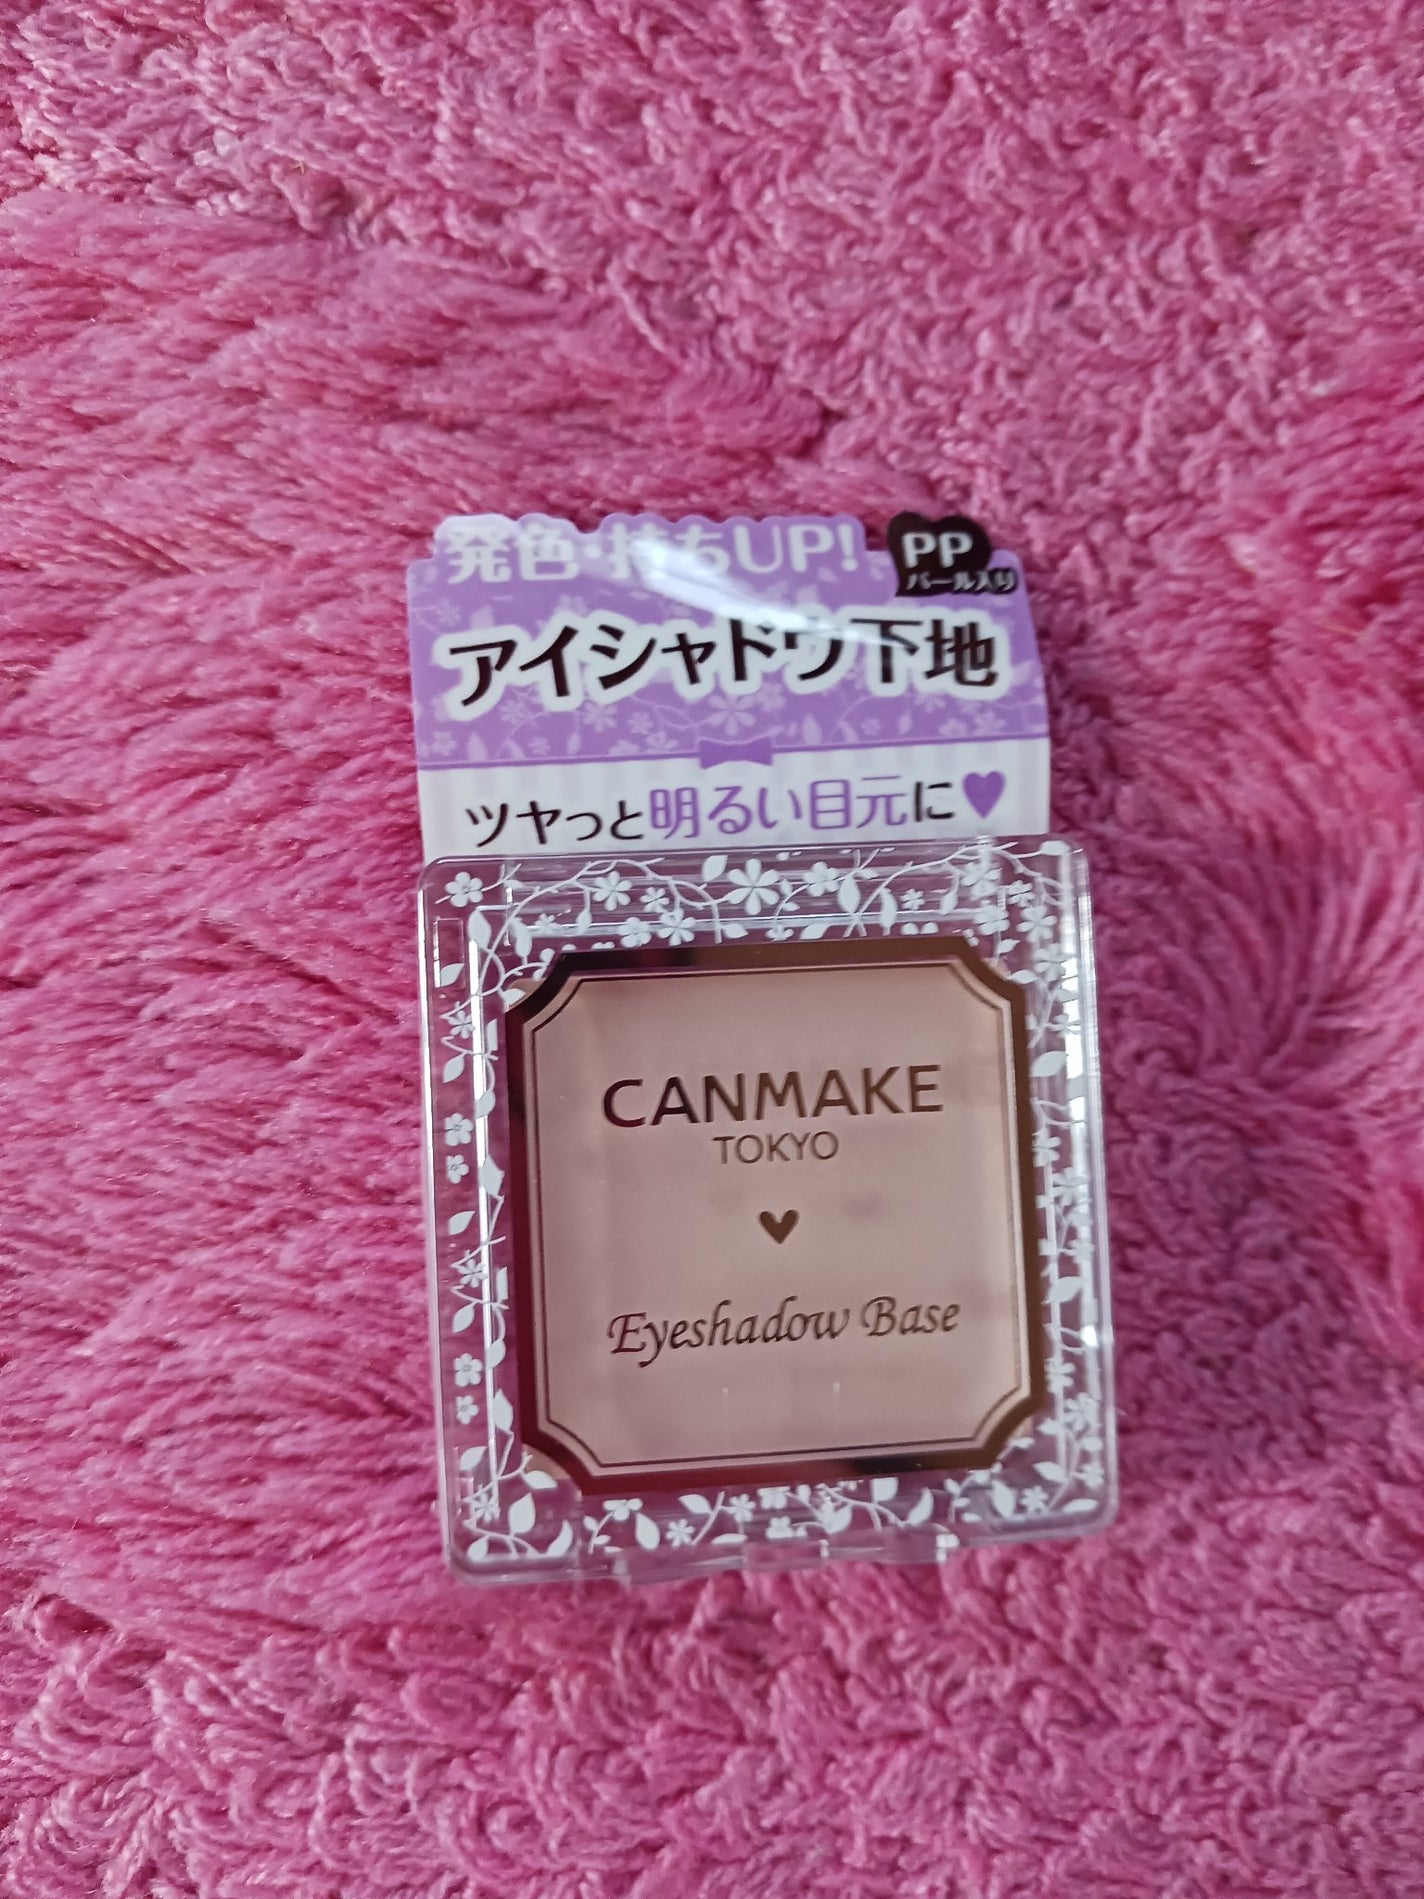 発色・持ちUP!
PP
パール入り
アイシャドウ下地
ツヤっと明るい目元に♥
CANMAKE
TOKYO
♥
Eyeshadow Base